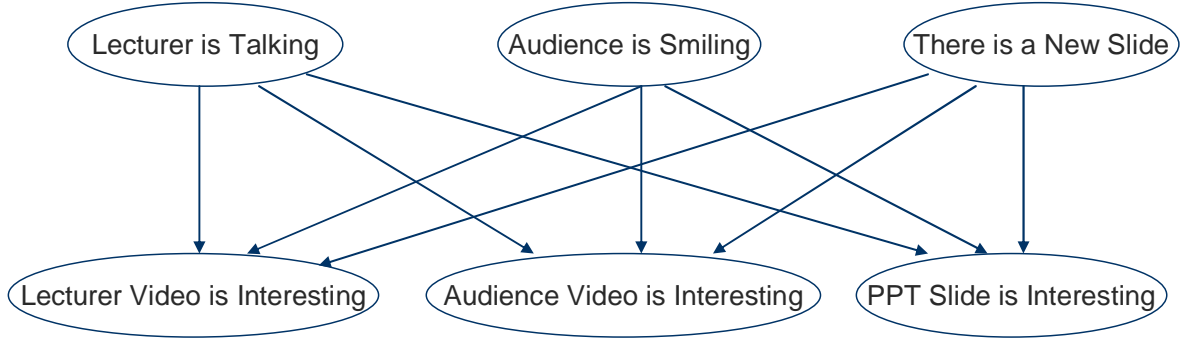 Lecturer is Talking
Audience is Smiling
There is a New Slide
Lecturer Video is Interesting
Audience Video is Interesting
PPT Slide is Interesting